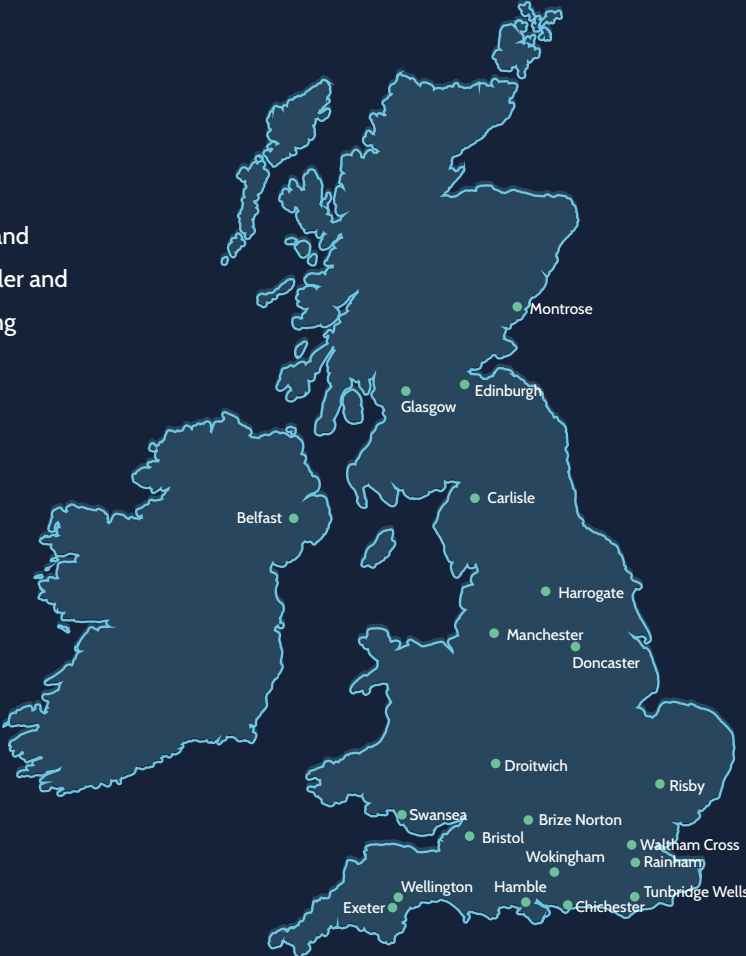 and
ler and
ng
Montrose
Edinburgh
Glasgow
Carlisle
Belfast
Harrogate
Manchester
Doncaster
Droitwich
Risby
Swansea
Brize Norton
Bristol
Waltham Cross
Wokingham
Rainham
Wellington
Hamble
Tunbridge Wells
Exeter
Chichester